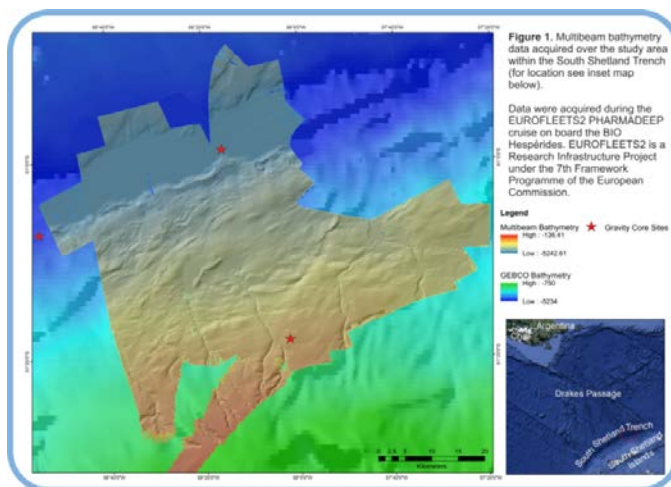 Figure 1. Multibeam bathymetry
data acquired over the study area
within the South Shetland Trench
(for location see inset map
below).
Data were acquired during the
EUROFLEETS2 PHARMADEEP
cruise on board the BIO
Hespérides. EUROFLEETS2 is a
Research Infrastructure Project
under the 7th Framework
Programme of the European
Commission.
Legend
Multibeam Bathymetry
Gravity Core Sites
High : -136.41
Low : -5242.61
GEBCO Bathymetry
High : -750
Low : -5234
Argentina
Chile
Drakes Passage
South Shetland Trench
South Shetland
Islands
Kilometers